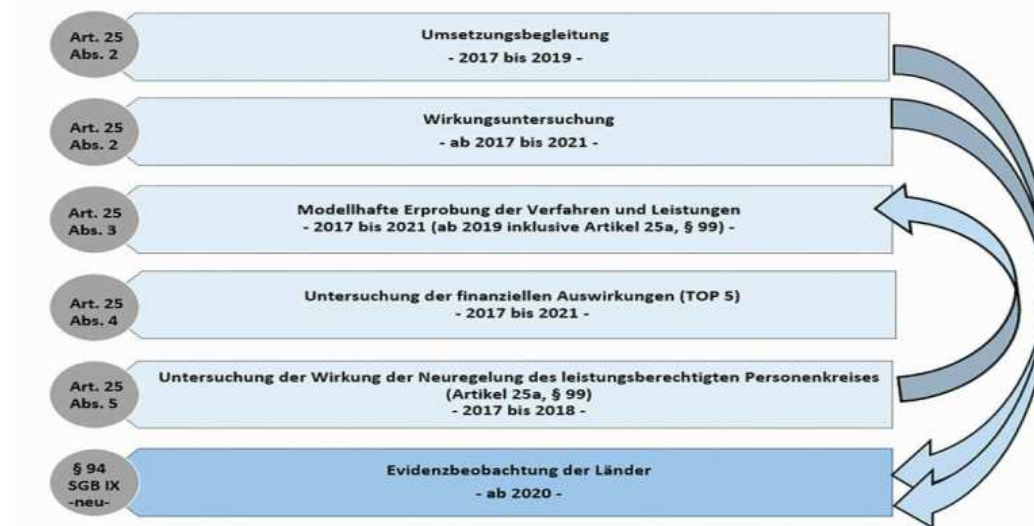 Art. 25
Abs. 2
Umsetzungsbegleitung
- 2017 bis 2019 -
Art. 25
Abs. 2
Wirkungsuntersuchung
- ab 2017 bis 2021 -
Art. 25
Abs. 3
Modellhafte Erprobung der Verfahren und Leistungen
- 2017 bis 2021 (ab 2019 inklusive Artikel 25a, § 99) -
Art. 25
Abs. 4
Untersuchung der finanziellen Auswirkungen (TOP 5)
- 2017 bis 2021 -
Art. 25
Abs. 5
Untersuchung der Wirkung der Neuregelung des leistungsberechtigten Personenkreises
(Artikel 25a, § 99)
- 2017 bis 2018 -
§ 94
SGB IX
-neu-
Evidenzbeobachtung der Länder
- ab 2020 -